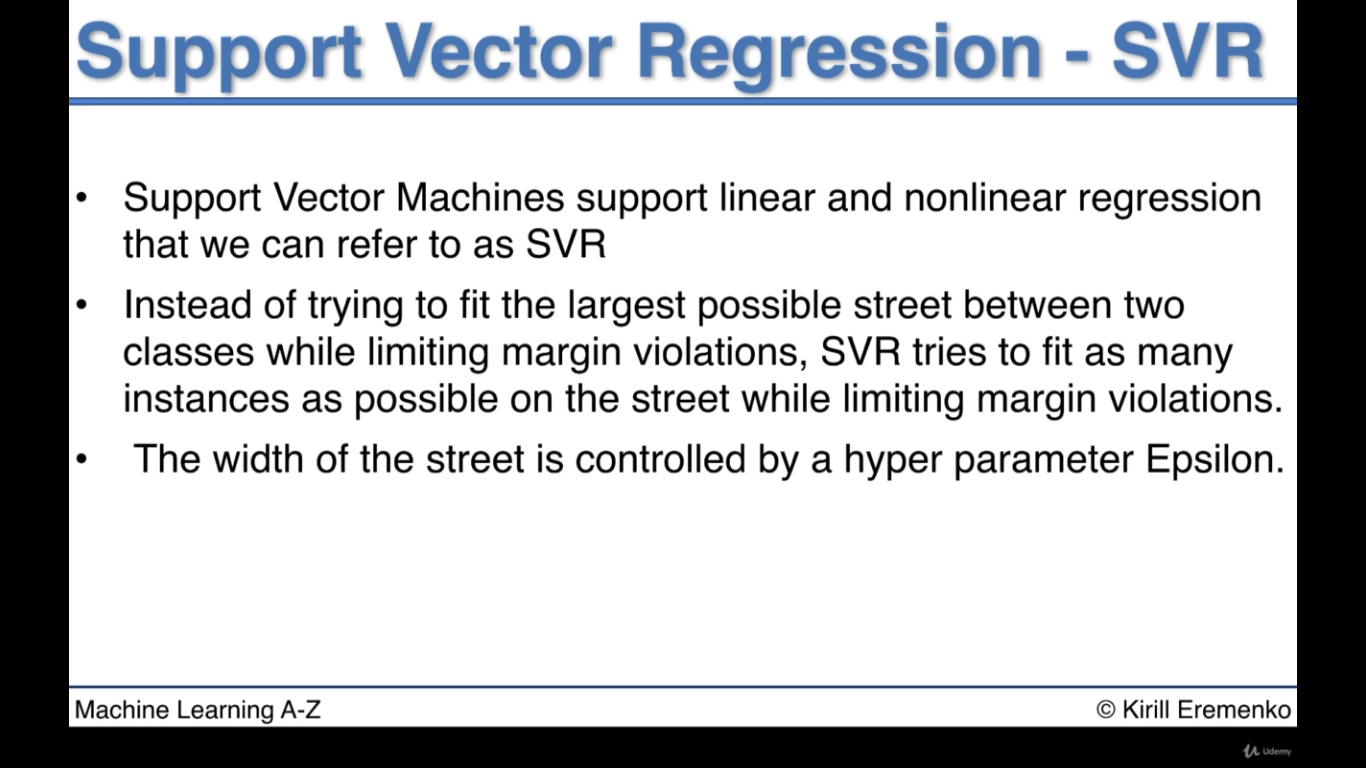 Support Vector Regression - SVR
• Support Vector Machines support linear and nonlinear regression
that we can refer to as SVR
• Instead of trying to fit the largest possible street between two
classes while limiting margin violations, SVR tries to fit as many
instances as possible on the street while limiting margin violations.
• The width of the street is controlled by a hyper parameter Epsilon.
Machine Learning A-Z
© Kirill Eremenko
Udemy